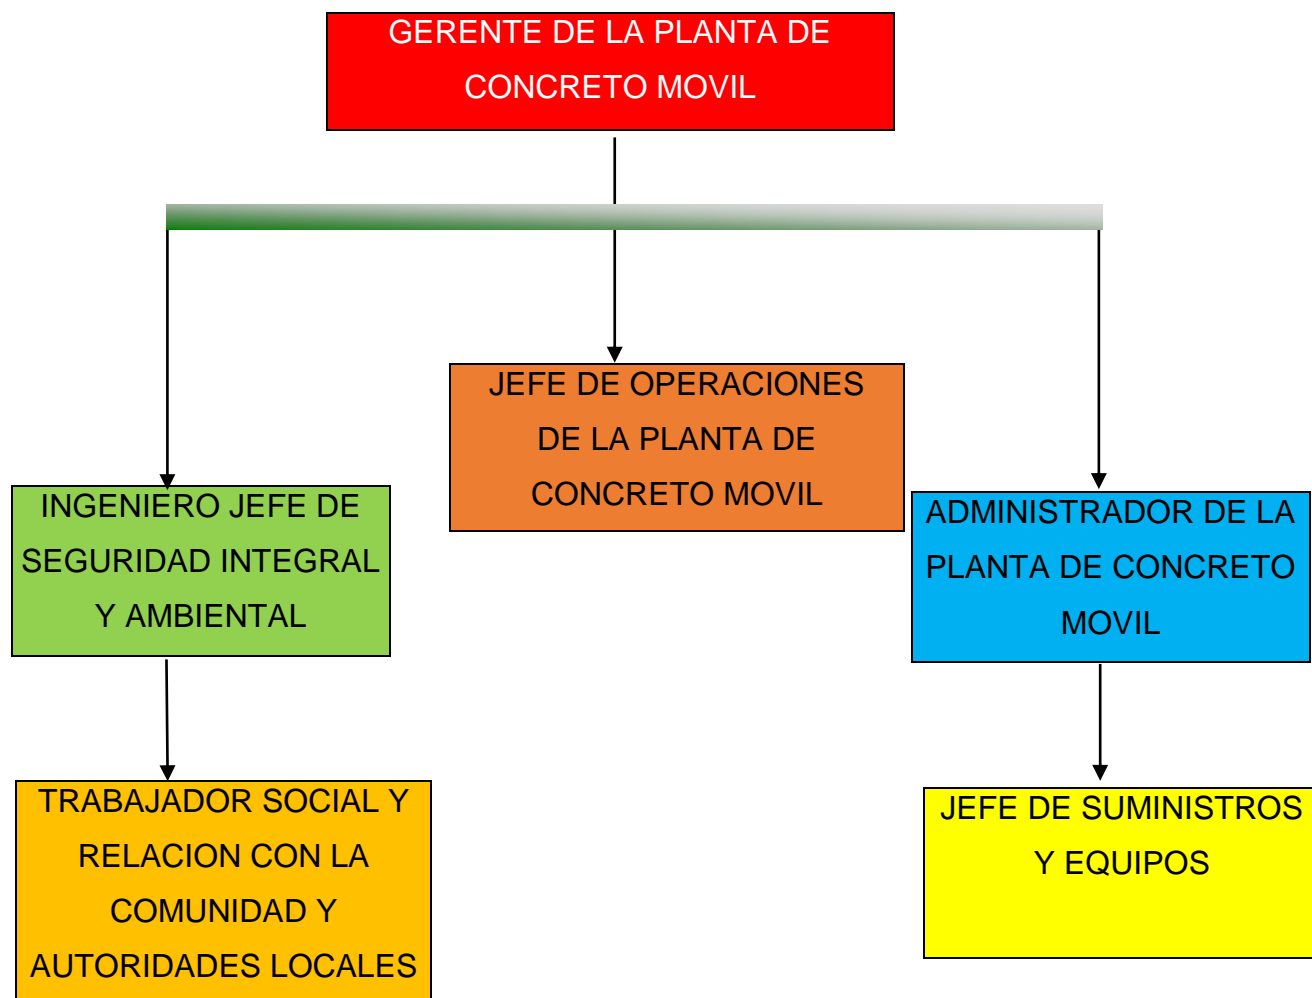 GERENTE DE LA PLANTA DE
CONCRETO MOVIL
JEFE DE OPERACIONES
DE LA PLANTA DE
CONCRETO MOVIL
INGENIERO JEFE DE
SEGURIDAD INTEGRAL
Y AMBIENTAL
ADMINISTRADOR DE LA
PLANTA DE CONCRETO
MOVIL
TRABAJADOR SOCIAL Y
RELACION CON LA
COMUNIDAD Y
AUTORIDADES LOCALES
JEFE DE SUMINISTROS
Y EQUIPOS